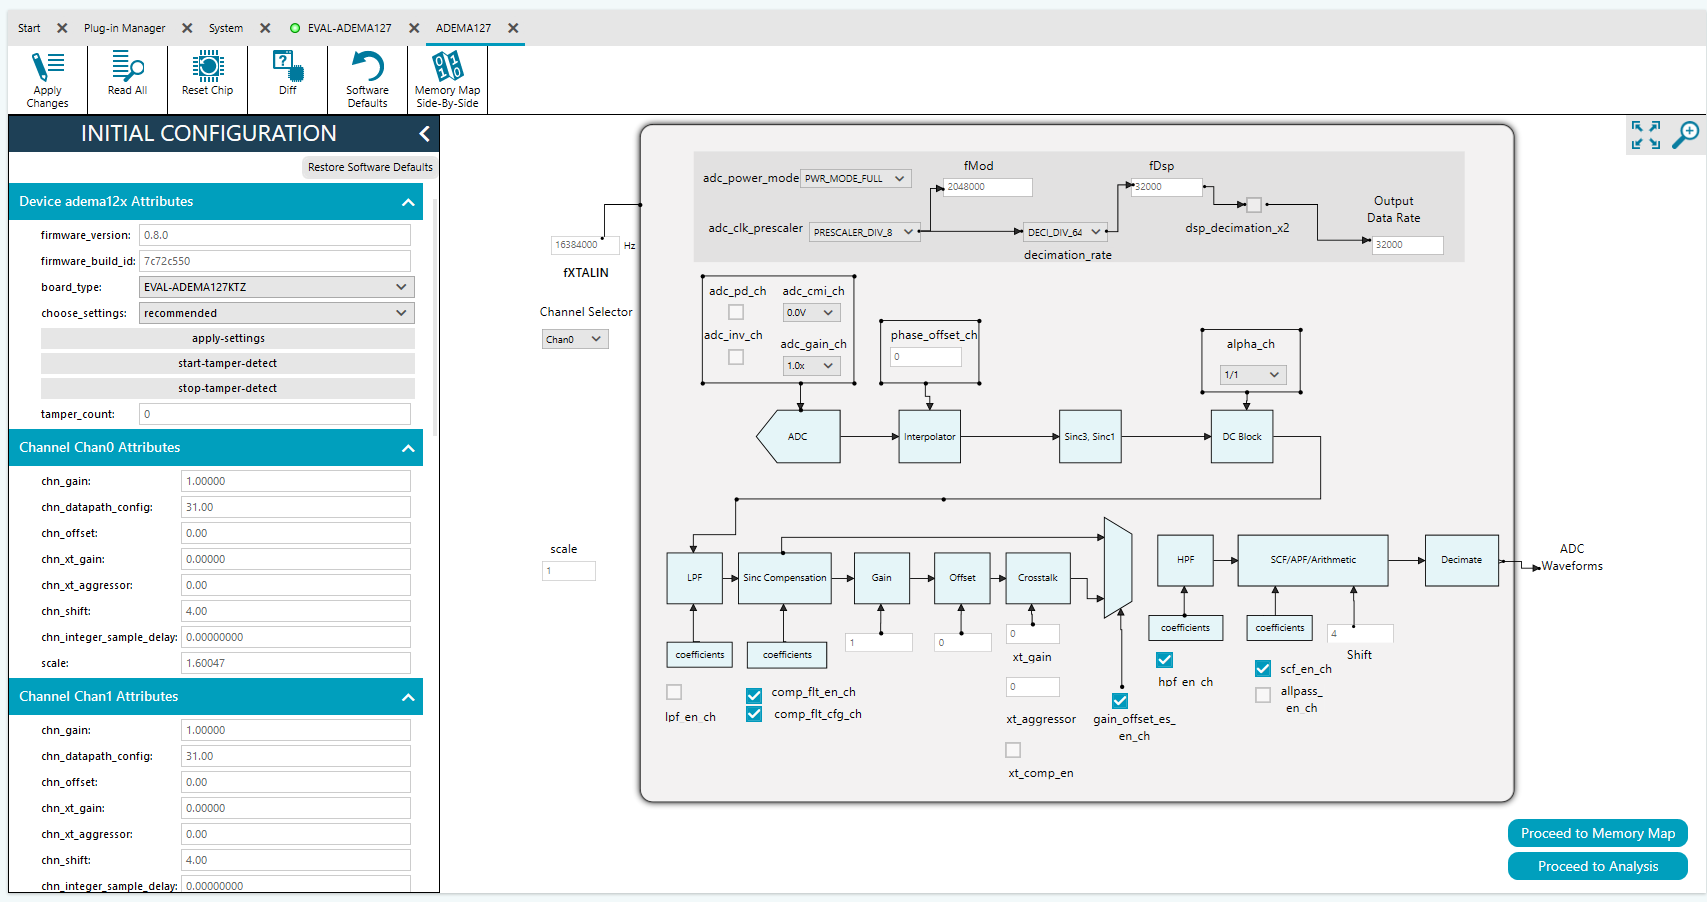 Start
Plug-in Manager
System
EVAL-ADEMA127
ADEMA127
Apply
Changes
Read All
Reset Chip
Diff
Software
Defaults
Memory Map
Side-By-Side
INITIAL CONFIGURATION
Restore Software Defaults
Device adema12x Attributes
firmware_version: 0.8.0
firmware_build_id: 7c72c550
board_type: EVAL-ADEMA127KTZ
choose_settings: recommended
apply-settings
start-tamper-detect
stop-tamper-detect
tamper_count: 0
Channel Chan0 Attributes
chn_gain: 1.00000
chn_datapath_config: 31.00
chn_offset: 0.00
chn_xt_gain: 0.00000
chn_xt_aggressor: 0.00
chn_shift: 4.00
chn_integer_sample_delay: 0.00000000
scale: 1.60047
Channel Chan1 Attributes
chn_gain: 1.00000
chn_datapath_config: 31.00
chn_offset: 0.00
chn_xt_gain: 0.00000
chn_xt_aggressor: 0.00
chn_shift: 4.00
chn_integer_sample_delay: 0.00000000
16384000 Hz
fXTALIN
Channel Selector
Chan0
scale
1
adc_power_mode PWR_MODE_FULL
fMod
2048000
fDsp
32000
adc_clk_prescaler PRESCALER_DIV_8
DECI_DIV_64
decimation_rate
dsp_decimation_x2
Output
Data Rate
32000
adc_pd_ch
adc_cmi_ch
0.0V
adc_inv_ch
adc_gain_ch
1.0x
phase_offset_ch
0
alpha_ch
1/1
ADC
Interpolator
Sinc3, Sinc1
DC Block
LPF
Sinc Compensation
Gain
Offset
Crosstalk
HPF
SCF/APF/Arithmetic
Decimate
ADC
Waveforms
coefficients
coefficients
1
0
0
xt_gain
0
xt_aggressor
xt_comp_en
lpf_en_ch
comp_flt_en_ch
comp_flt_cfg_ch
gain_offset_es_
en_ch
coefficients
hpf_en_ch
coefficients
scf_en_ch
allpass_
en_ch
4
Shift
Proceed to Memory Map
Proceed to Analysis